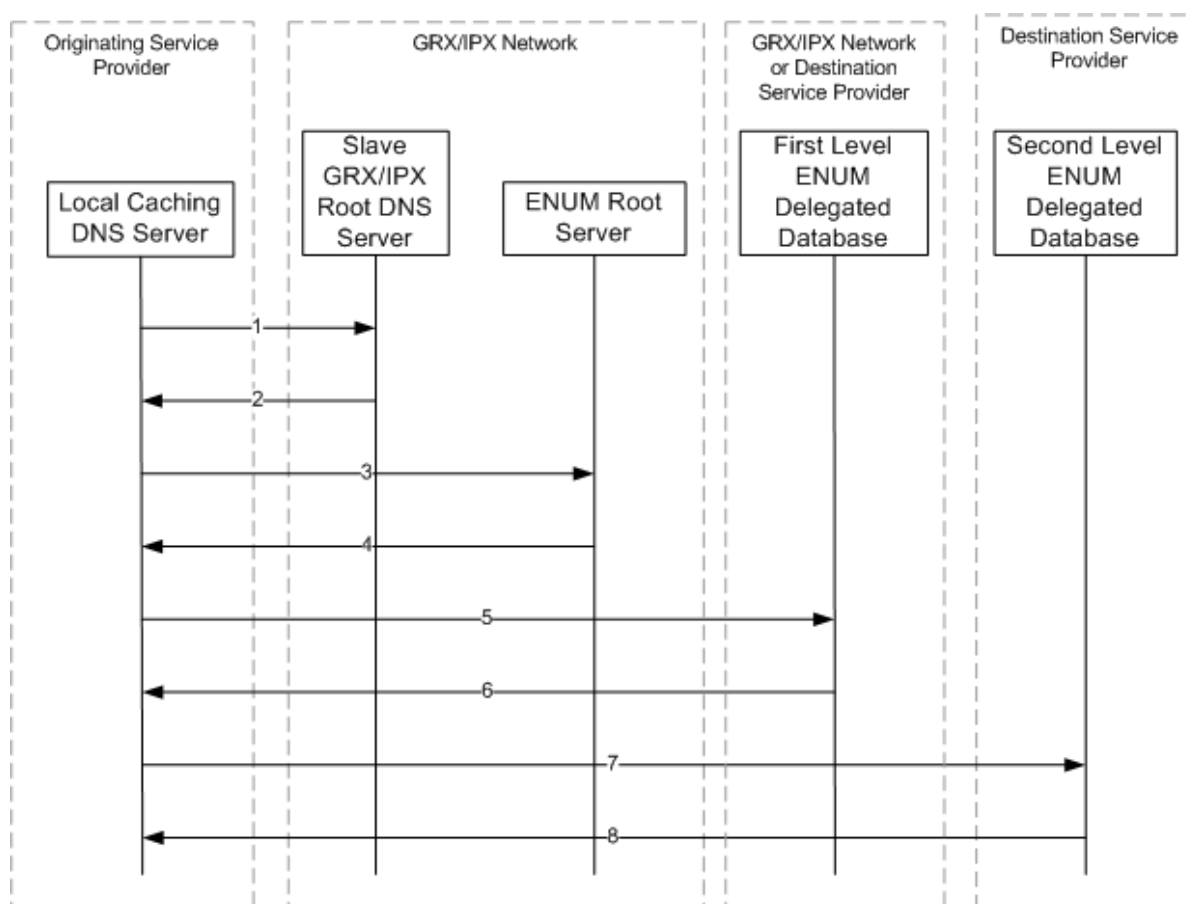 Originating Service
Provider
GRX/IPX Network
GRX/IPX Network
or Destination
Service Provider
Destination Service
Provider
Local Caching
DNS Server
Slave
GRX/IPX
Root DNS
Server
ENUM Root
Server
First Level
ENUM
Delegated
Database
Second Level
ENUM
Delegated
Database
1
2
3
4
5
6
7
8